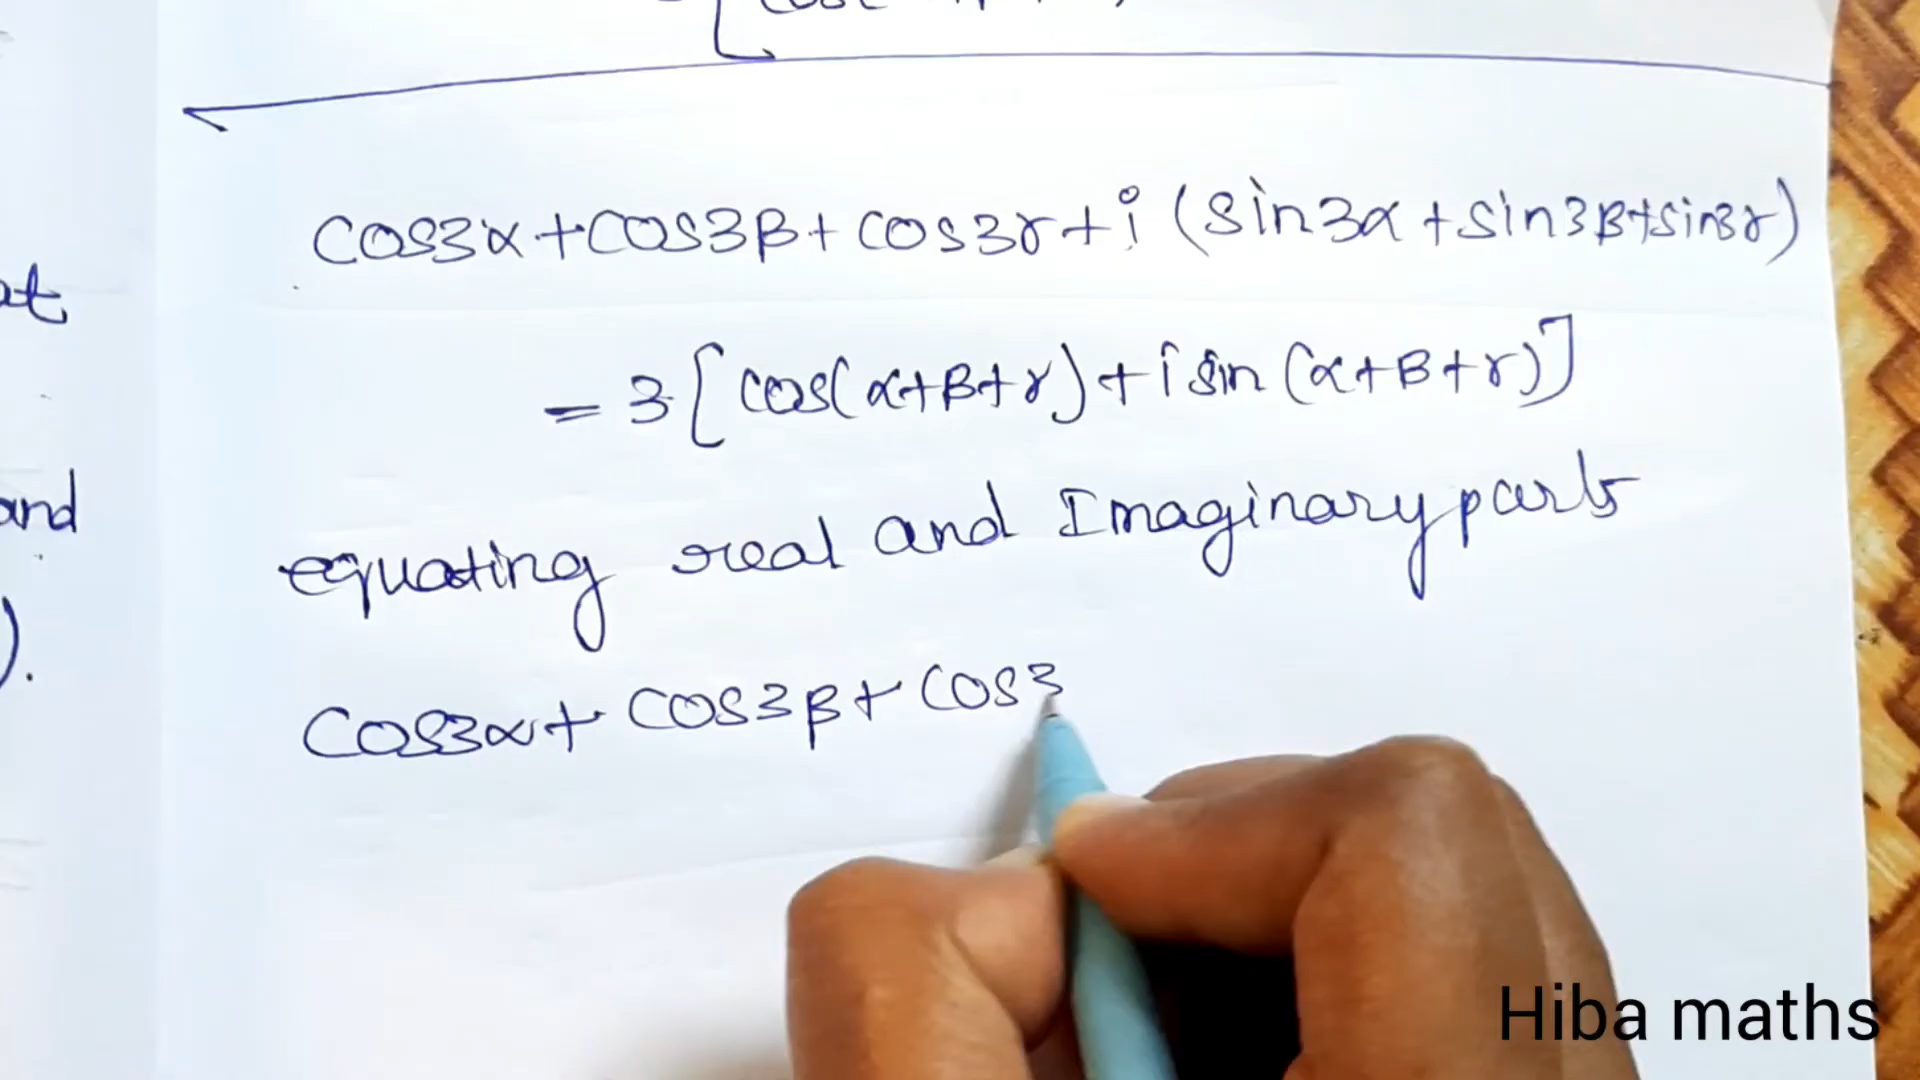 cos3α + cos3β + cos3γ + i (sin3α + sin3β + sin3γ)
= 3 [cos(α+β+γ) + i sin (α+β+γ)]
equating real and Imaginary parts
cos3α + cos3β + cos3
and
).
Hiba maths